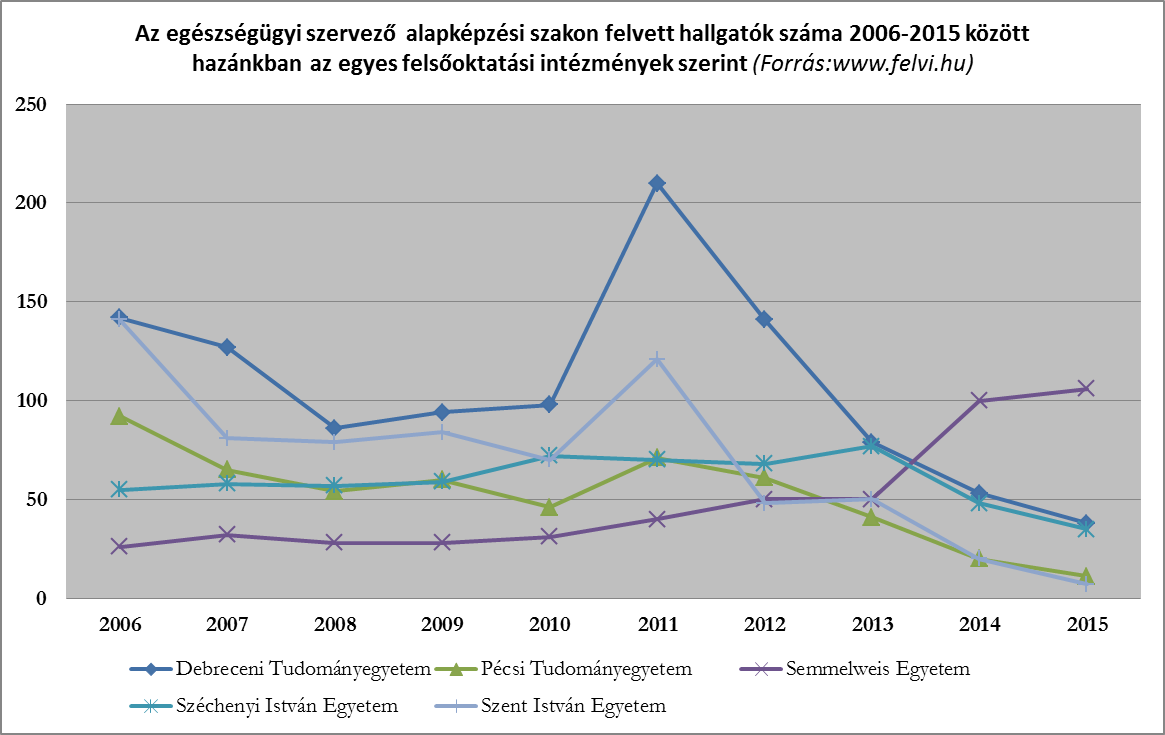 Az egészségügyi szervező alapképzési szakon felvett hallgatók száma 2006-2015 között
hazánkban az egyes felsőoktatási intézmények szerint (Forrás:www.felvi.hu)
250
200
150
100
50
0
2006 2007 2008 2009 2010 2011 2012 2013 2014 2015
Debreceni Tudományegyetem Pécsi Tudományegyetem Semmelweis Egyetem
Széchenyi István Egyetem Szent István Egyetem